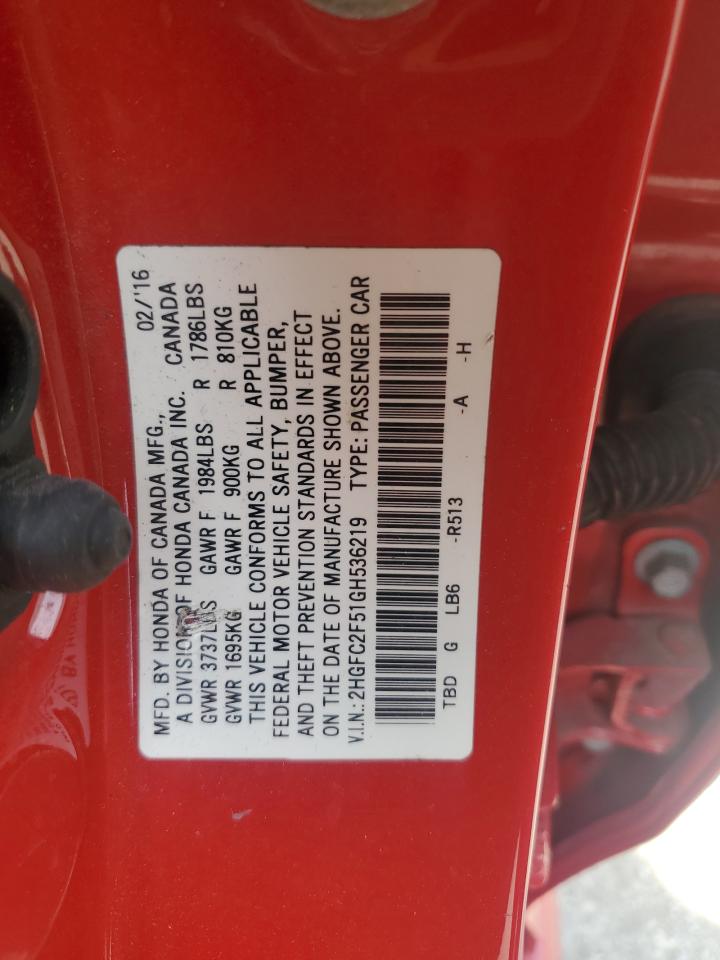 MFD. BY HONDA OF CANADA MFG., 02/'16
A DIVISION OF HONDA CANADA INC. CANADA
GVWR 3737LBS GAWR F 1984LBS R 1786LBS
GVWR 1695KG GAWR F 900KG R 810KG
THIS VEHICLE CONFORMS TO ALL APPLICABLE
FEDERAL MOTOR VEHICLE SAFETY, BUMPER,
AND THEFT PREVENTION STANDARDS IN EFFECT
ON THE DATE OF MANUFACTURE SHOWN ABOVE.
V.I.N.: 2HGFC2F51GH536219 TYPE: PASSENGER CAR
TBD G LB6 -R513 -A -H